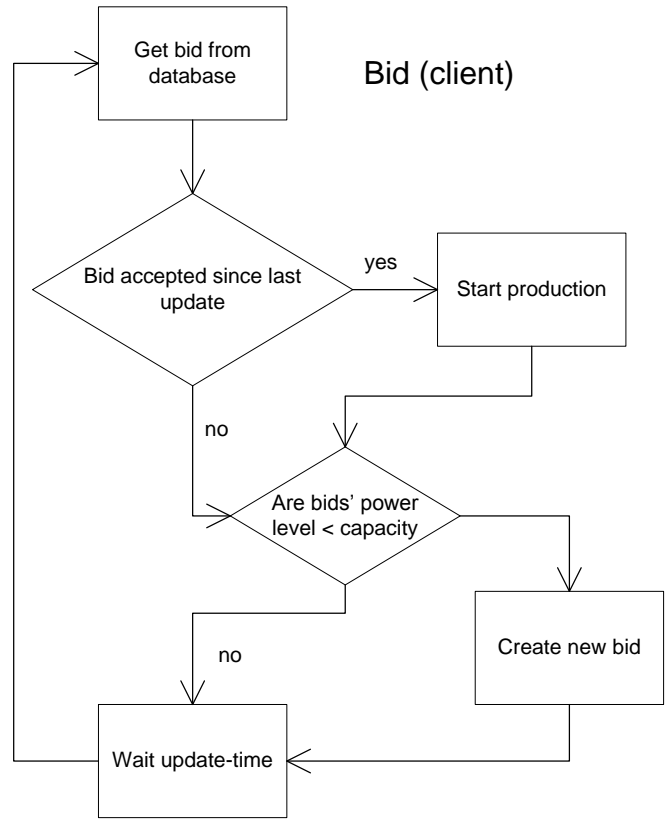 Get bid from
database
Bid (client)
Bid accepted since last
update
yes
Start production
no
Are bids’ power
level < capacity
Create new bid
no
Wait update-time